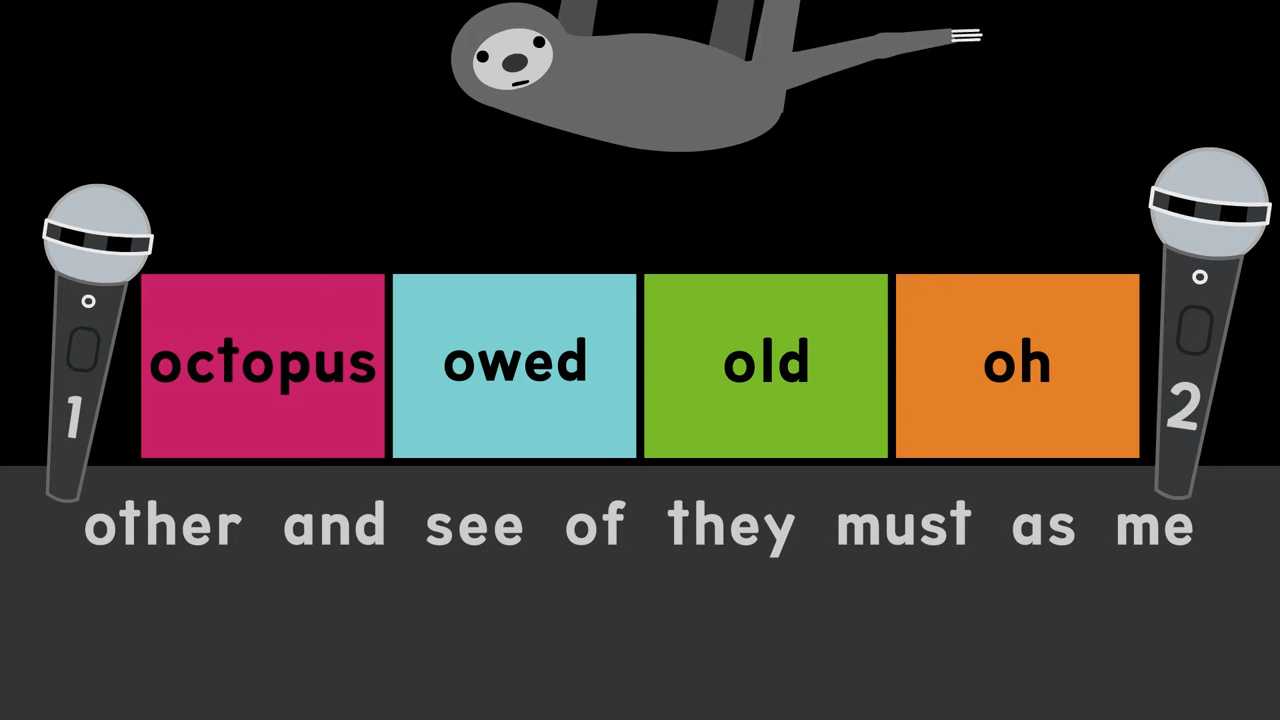 octopus owed old oh
1
2
other and see of they must as me